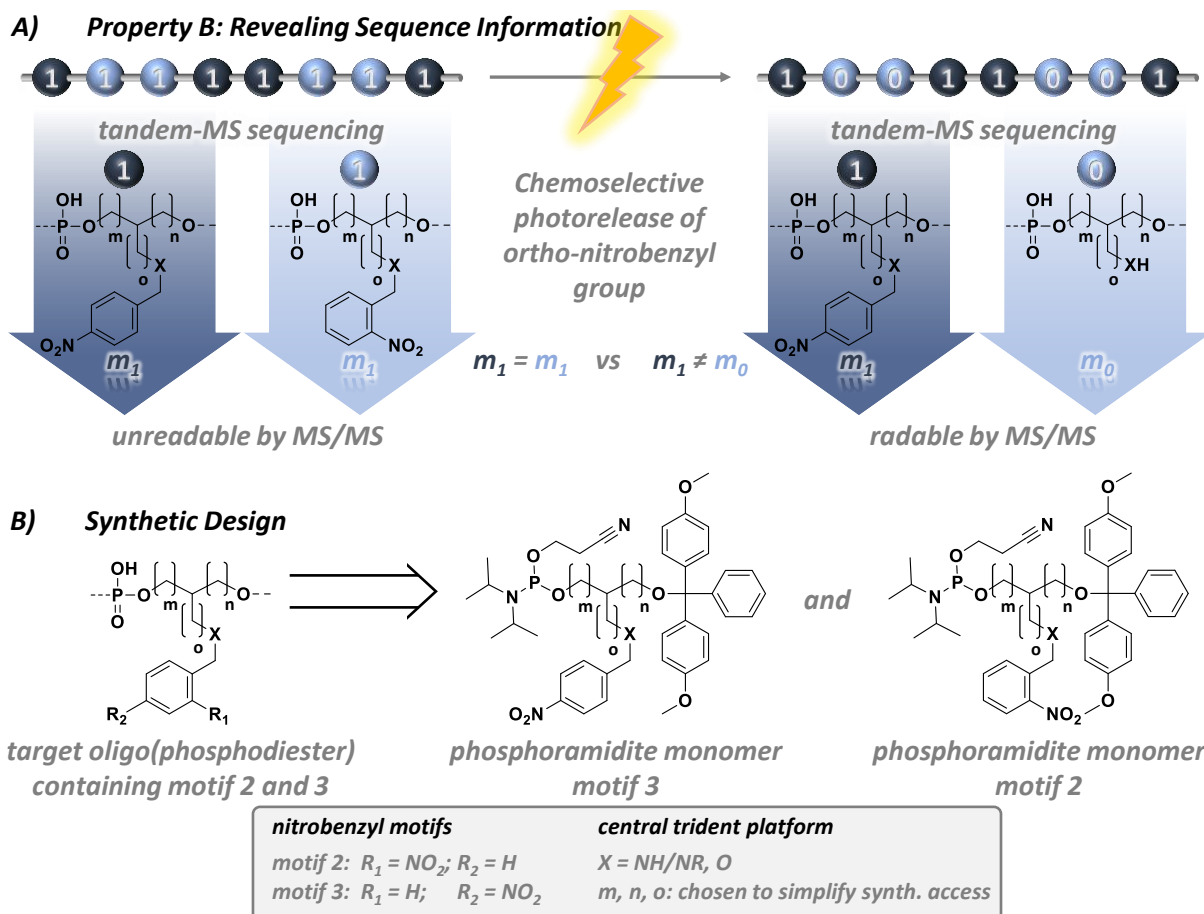 A) Property B: Revealing Sequence Information
1 1 1 1 1 1 1 1
1 0 0 1 1 0 0 1
tandem-MS sequencing
tandem-MS sequencing
1
1
1
0
OH
P
O
O
m
n
O
o
X
O2N
m1
OH
P
O
O
m
n
O
o
X
NO2
m1
Chemoselective
photorelease of
ortho-nitrobenzyl
group
m1 = m1 vs m1 ≠ m0
OH
P
O
O
m
n
O
o
X
O2N
m1
OH
P
O
O
m
n
O
o
XH
m0
unreadable by MS/MS
radable by MS/MS
B) Synthetic Design
OH
P
O
O
m
n
O
o
X
R2
R1
N
O
P
N
O
m
n
O
o
X
O2N
O
O
and
N
O
P
N
O
m
n
O
o
X
NO2
O
O
target oligo(phosphodiester)
containing motif 2 and 3
phosphoramidite monomer
motif 3
phosphoramidite monomer
motif 2
nitrobenzyl motifs
central trident platform
motif 2: R1 = NO2; R2 = H
X = NH/NR, O
motif 3: R1 = H; R2 = NO2
m, n, o: chosen to simplify synth. access